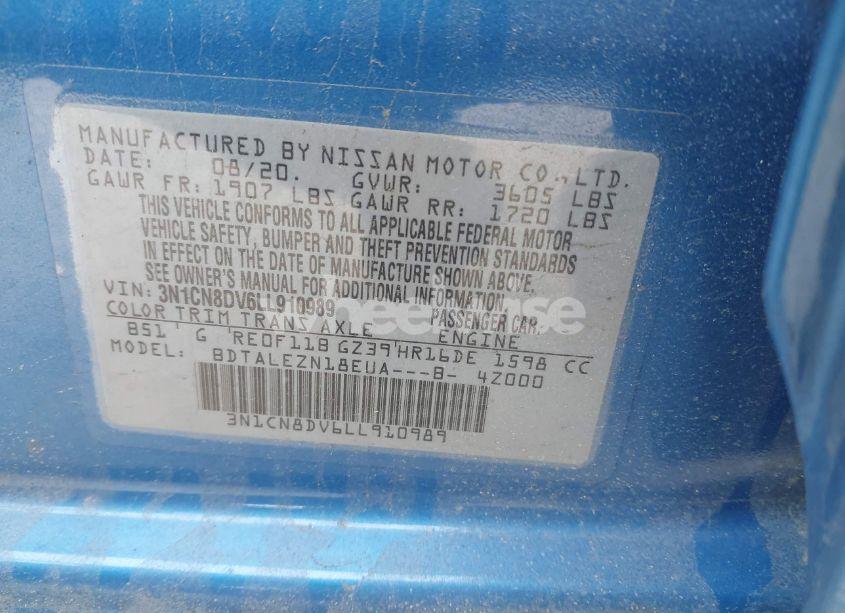 MANUFACTURED BY NISSAN MOTOR CO.,LTD.
DATE: 08/20. GVWR: 3605 LBS
GAWR FR: 1907 LBS GAWR RR: 1720 LBS
THIS VEHICLE CONFORMS TO ALL APPLICABLE FEDERAL MOTOR
VEHICLE SAFETY, BUMPER AND THEFT PREVENTION STANDARDS
IN EFFECT ON THE DATE OF MANUFACTURE SHOWN ABOVE.
SEE OWNER'S MANUAL FOR ADDITIONAL INFORMATION.
VIN: 3N1CN8DV6LL910989 PASSENGER CAR
COLOR TRIM TRANS AXLE ENGINE
B51 ' G 'RE0F11B GZ39'HR16DE 1598 CC
MODEL: BDTALEZN18EUA---B- 4Z000
3N1CN8DV6LL910989